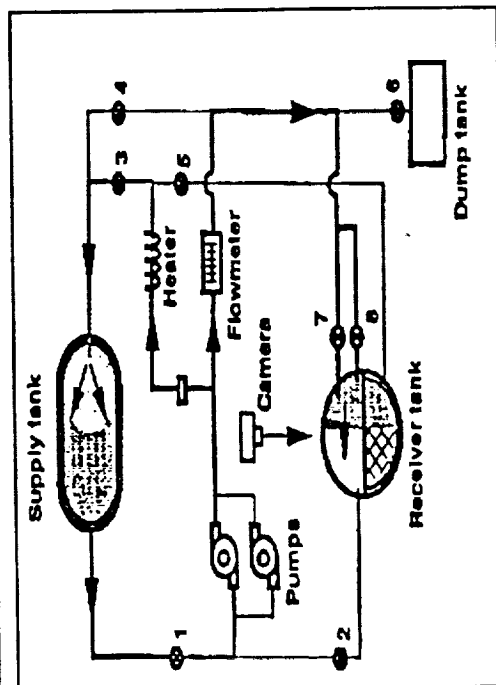 Supply tank
4
3
5
Heater
Flowmeter
1
Pumps
Camera
7
8
2
Receiver tank
6
Dump tank